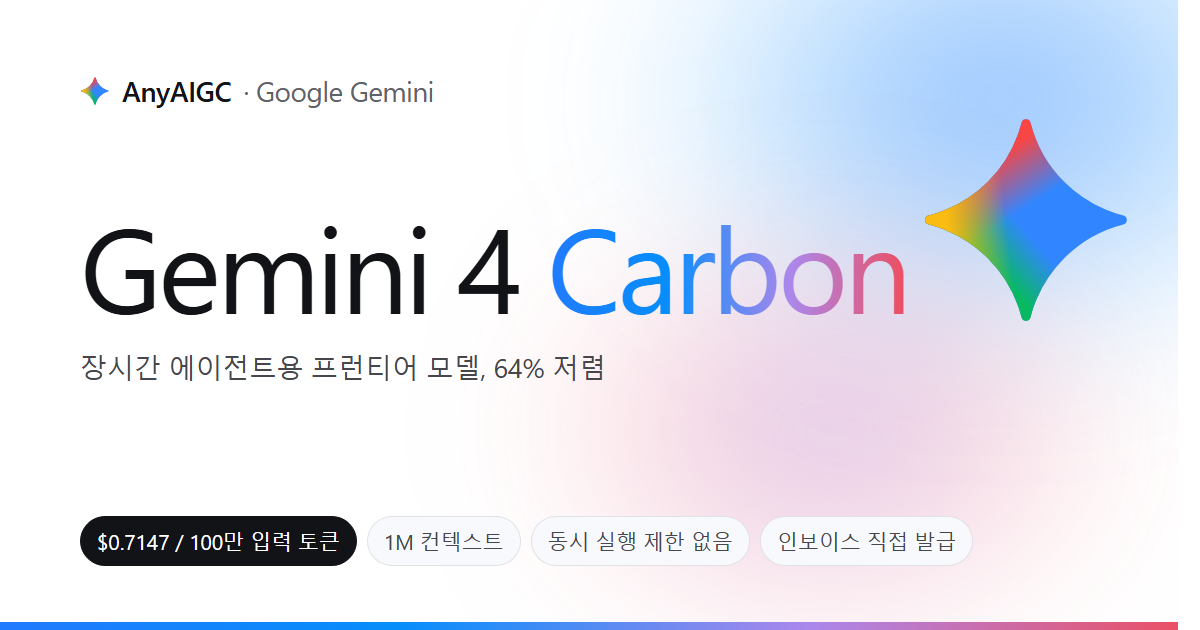 AnyAIGC · Google Gemini
Gemini 4 Carbon
장시간 에이전트용 프런티어 모델, 64% 저렴
$0.7147 / 100만 입력 토큰
1M 컨텍스트
동시 실행 제한 없음
인보이스 직접 발급